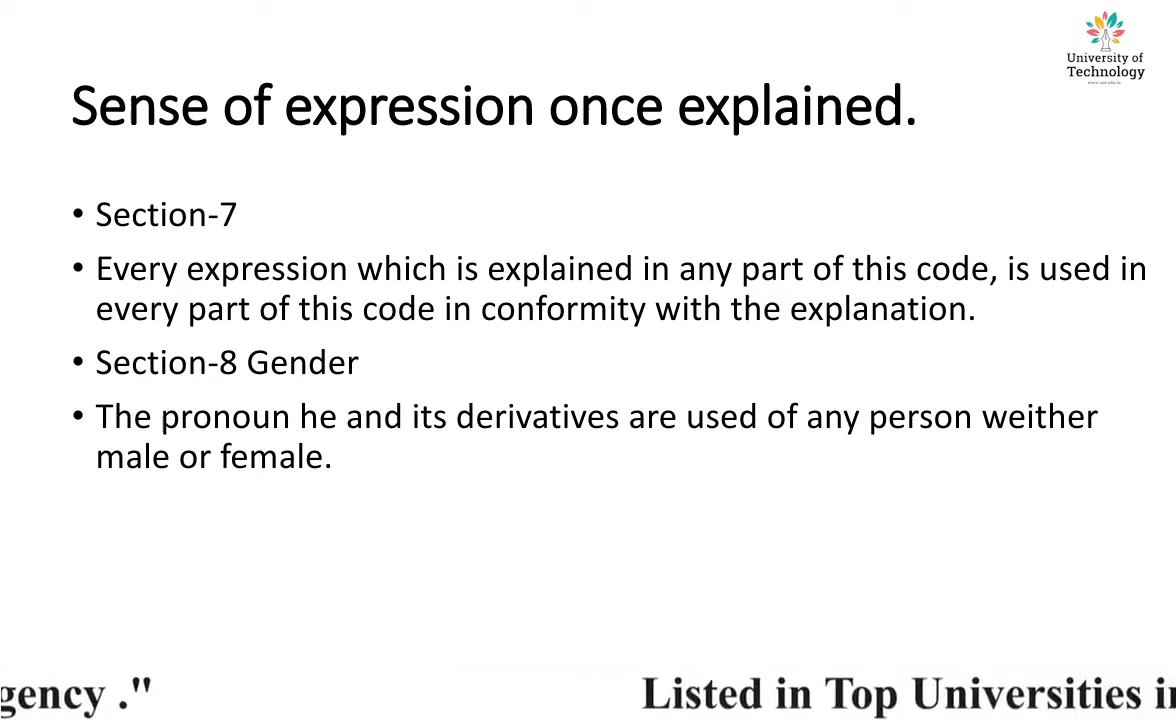 University of
Technology
Sense of expression once explained.
• Section-7
• Every expression which is explained in any part of this code, is used in
every part of this code in conformity with the explanation.
• Section-8 Gender
• The pronoun he and its derivatives are used of any person weither
male or female.
gency ." Listed in Top Universities in